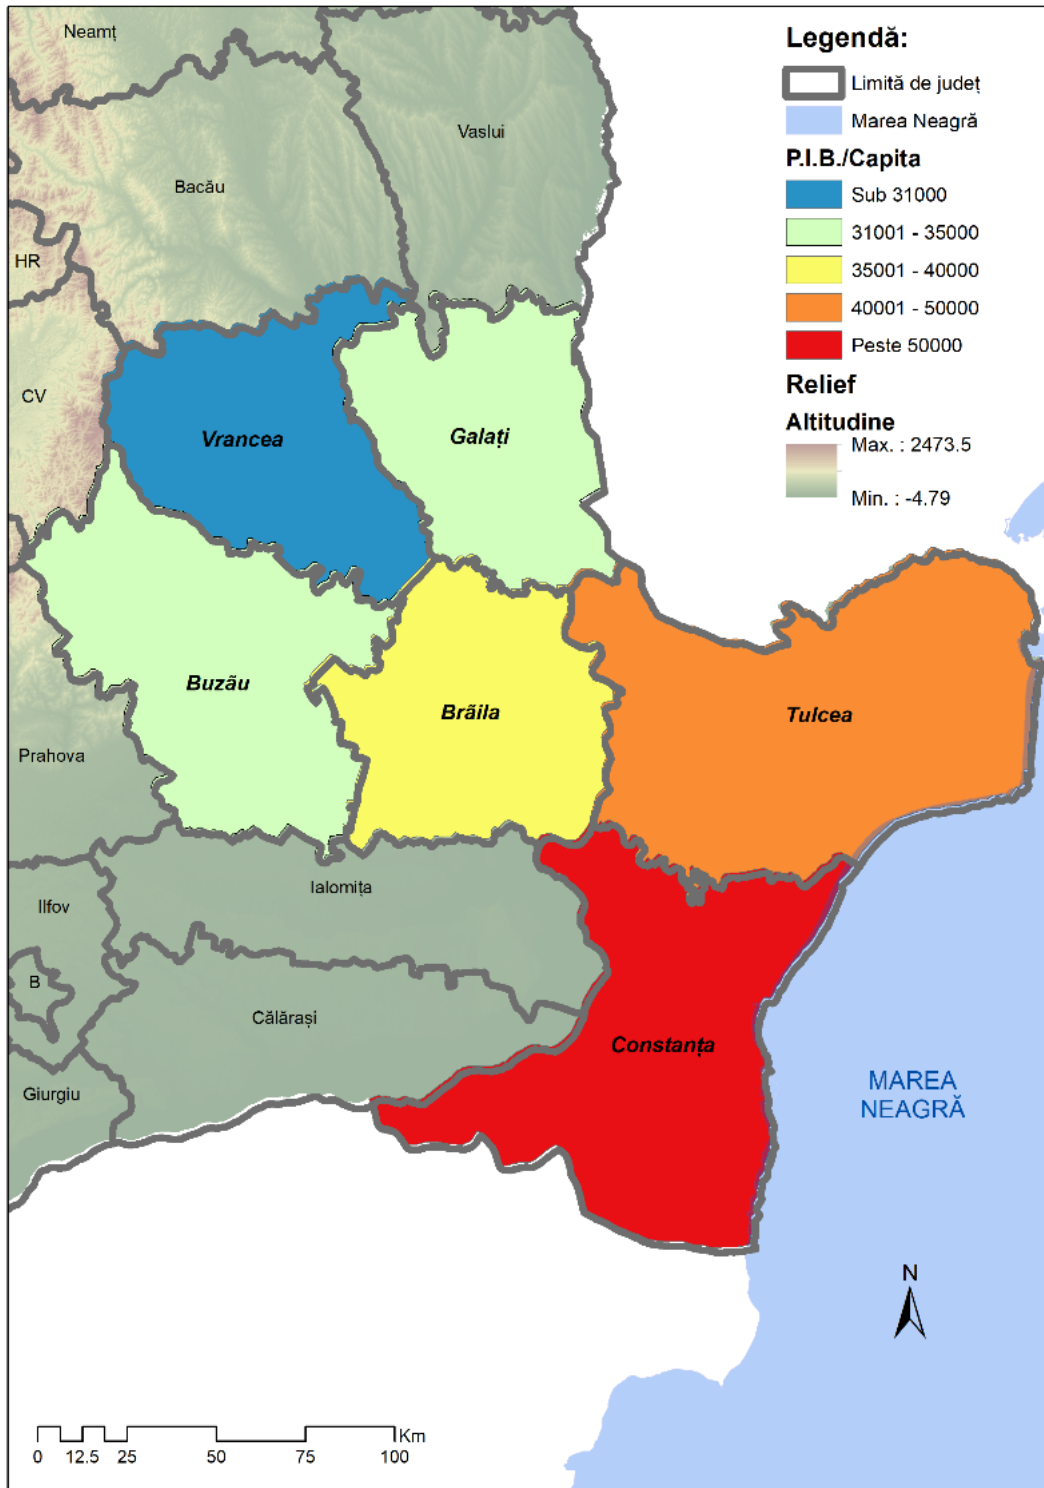 Neamț
Vaslui
Bacău
HR
CV
Vrancea
Galați
Buzãu
Brãila
Tulcea
Prahova
Ialomița
Ilfov
B
Călărași
Constanța
Giurgiu
MAREA
NEAGRĂ
Legendă:
Limită de județ
Marea Neagră
P.I.B./Capita
Sub 31000
31001 - 35000
35001 - 40000
40001 - 50000
Peste 50000
Relief
Altitudine
Max. : 2473.5
Min. : -4.79
N
Km
0 12.5 25 50 75 100